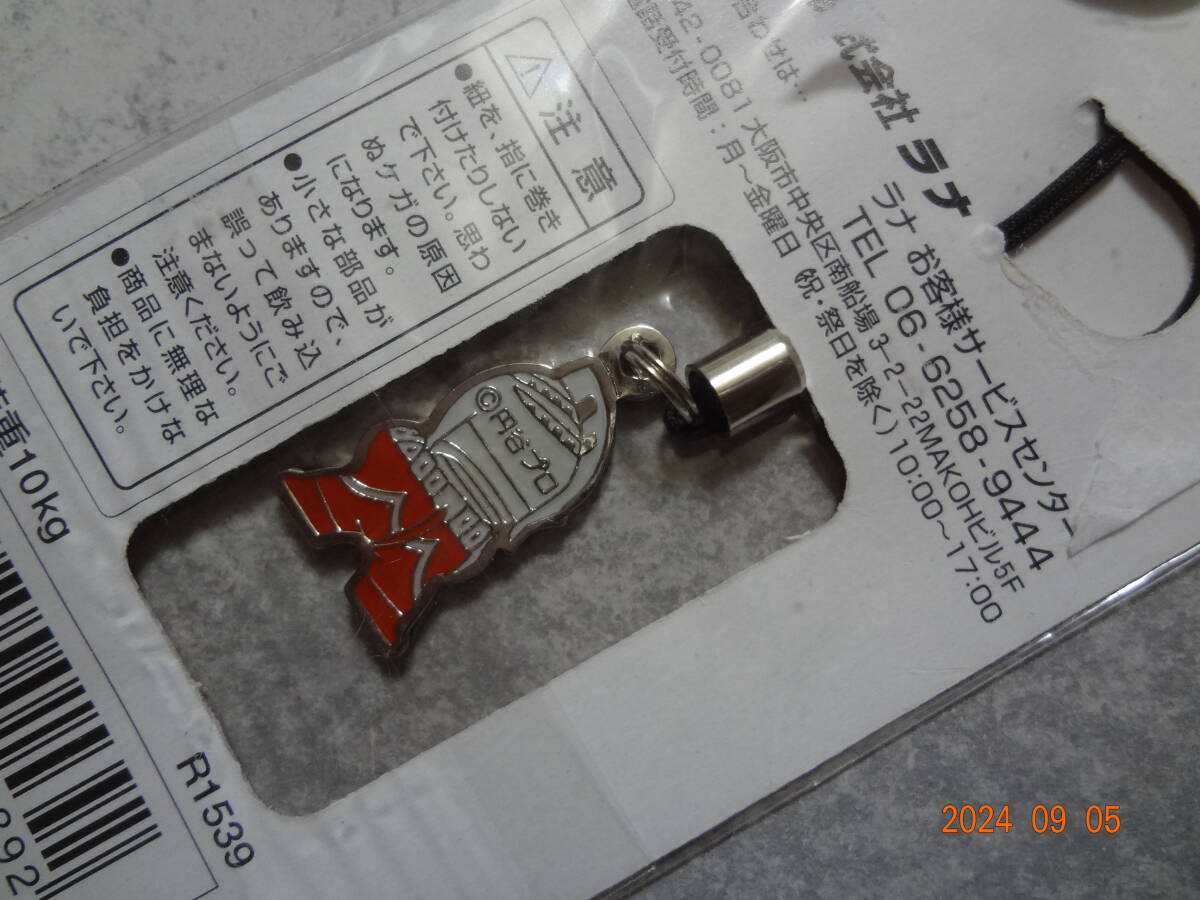 ⚠注意
●紐を、指に巻き
付けたりしない
で下さい。思わ
ぬケガの原因
になります。
●小さな部品が
ありますので、
誤って飲み込
まないようにご
注意ください。
●商品に無理な
負担をかけな
いで下さい。
式会社 ラナ
ラナ お客様サービスセンター
TEL 06-6258-9444
42-0081 大阪市中央区南船場 3-2-22MAKOHビル5F
話受付時間:月〜金曜日 (祝・祭日を除く) 10:00〜17:00
合わせは…
©円谷プロ
重10kg
R1539
892
2024 09 05